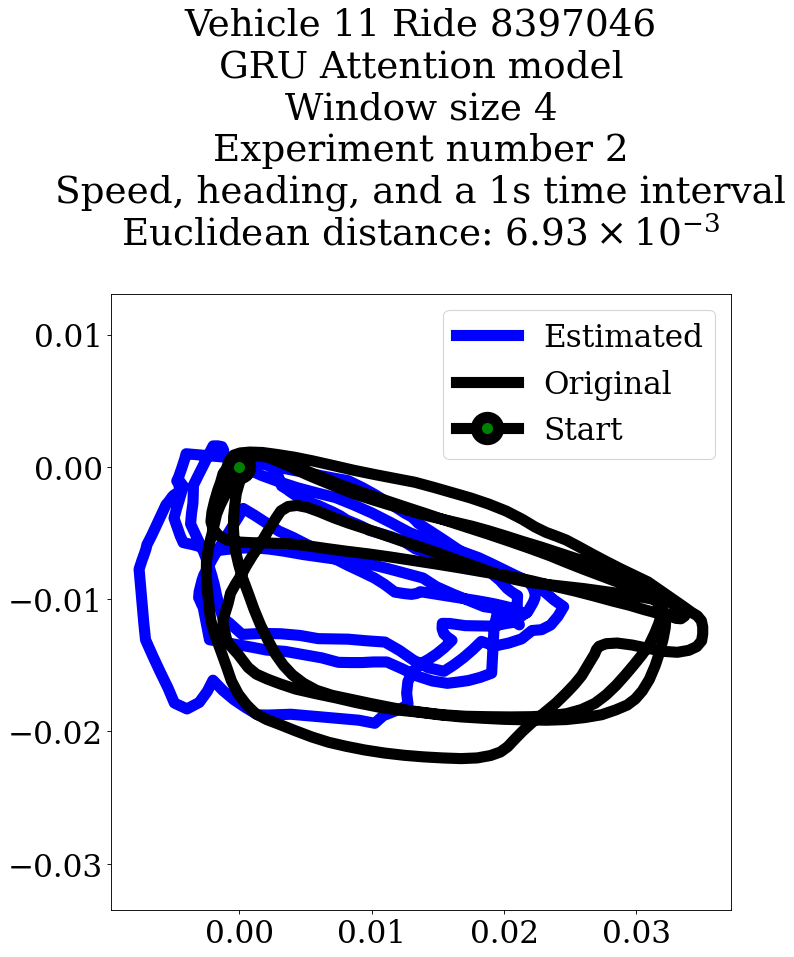 Vehicle 11 Ride 8397046
GRU Attention model
Window size 4
Experiment number 2
Speed, heading, and a 1s time interval
Euclidean distance: 6.93 × 10⁻³
Estimated
Original
Start
0.01
0.00
−0.01
−0.02
−0.03
0.00 0.01 0.02 0.03